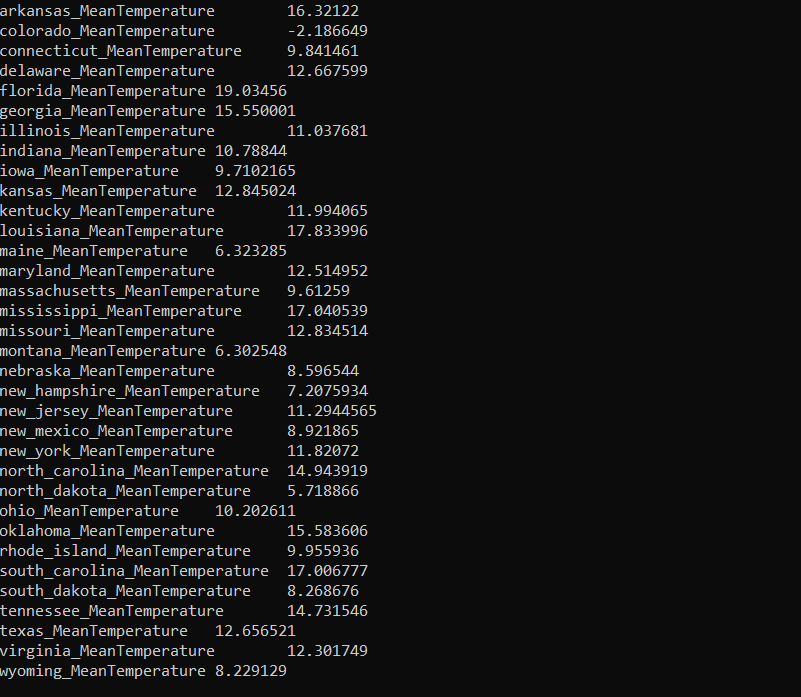 arkansas_MeanTemperature 16.32122
colorado_MeanTemperature -2.186649
connecticut_MeanTemperature 9.841461
delaware_MeanTemperature 12.667599
florida_MeanTemperature 19.03456
georgia_MeanTemperature 15.550001
illinois_MeanTemperature 11.037681
indiana_MeanTemperature 10.78844
iowa_MeanTemperature 9.7102165
kansas_MeanTemperature 12.845024
kentucky_MeanTemperature 11.994065
louisiana_MeanTemperature 17.833996
maine_MeanTemperature 6.323285
maryland_MeanTemperature 12.514952
massachusetts_MeanTemperature 9.61259
mississippi_MeanTemperature 17.040539
missouri_MeanTemperature 12.834514
montana_MeanTemperature 6.302548
nebraska_MeanTemperature 8.596544
new_hampshire_MeanTemperature 7.2075934
new_jersey_MeanTemperature 11.2944565
new_mexico_MeanTemperature 8.921865
new_york_MeanTemperature 11.82072
north_carolina_MeanTemperature 14.943919
north_dakota_MeanTemperature 5.718866
ohio_MeanTemperature 10.202611
oklahoma_MeanTemperature 15.583606
rhode_island_MeanTemperature 9.955936
south_carolina_MeanTemperature 17.006777
south_dakota_MeanTemperature 8.268676
tennessee_MeanTemperature 14.731546
texas_MeanTemperature 12.656521
virginia_MeanTemperature 12.301749
wyoming_MeanTemperature 8.229129